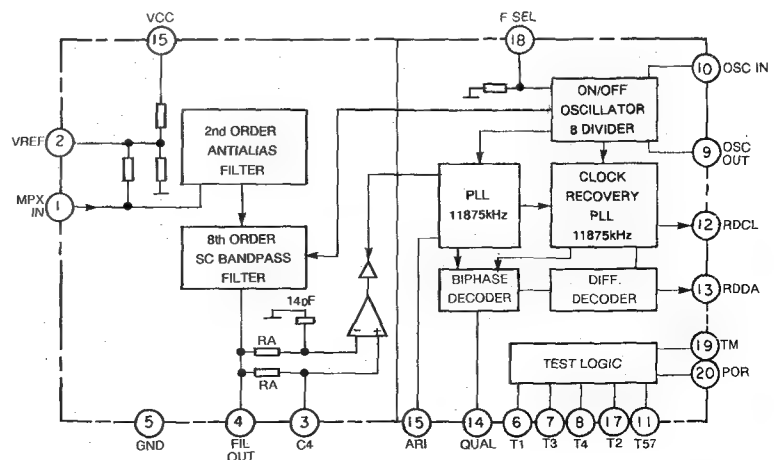 VCC
15
F SEL
18
10 OSC IN
ON/OFF
OSCILLATOR
8 DIVIDER
9
OSC
OUT
2
VREF
2nd ORDER
ANTIALIAS
FILTER
MPX
IN
1
PLL
11875kHz
CLOCK
RECOVERY
PLL
11875kHz
12 RDCL
8th ORDER
SC BANDPASS
FILTER
BIPHASE
DECODER
DIFF.
DECODER
13 RDDA
14pF
- +
RA
RA
TEST LOGIC
19 TM
20 POR
5
GND
4
FIL
OUT
3
C4
15
ARI
14
QUAL
6
T1
7
T3
8
T4
17
T2
11
T57